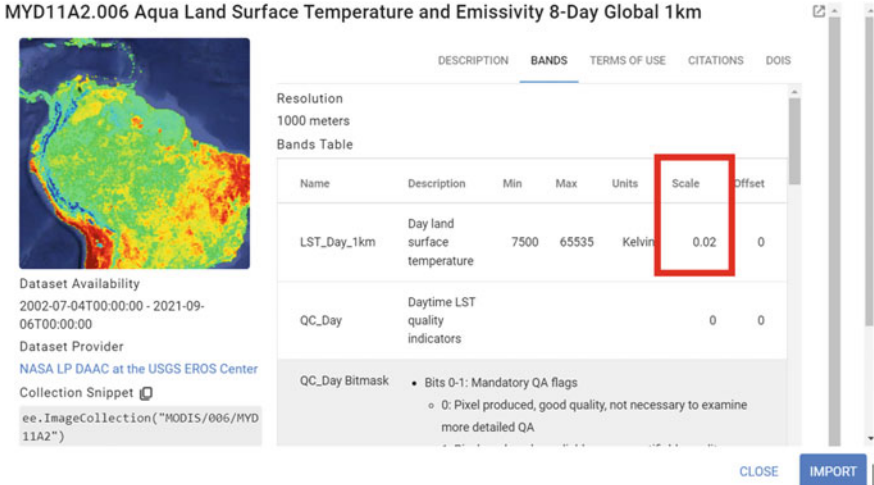 MYD11A2.006 Aqua Land Surface Temperature and Emissivity 8-Day Global 1km
DESCRIPTION BANDS TERMS OF USE CITATIONS DOIS
Resolution
1000 meters
Bands Table
Name Description Min Max Units Scale Offset
LST_Day_1km Day land surface temperature 7500 65535 Kelvin 0.02 0
QC_Day Daytime LST quality indicators 0 0
QC_Day Bitmask
• Bits 0-1: Mandatory QA flags
0: Pixel produced, good quality, not necessary to examine
more detailed QA
Dataset Availability
2002-07-04T00:00:00 - 2021-09-
06T00:00:00
Dataset Provider
NASA LP DAAC at the USGS EROS Center
Collection Snippet
ee.ImageCollection("MODIS/006/MYD
11A2")
CLOSE IMPORT